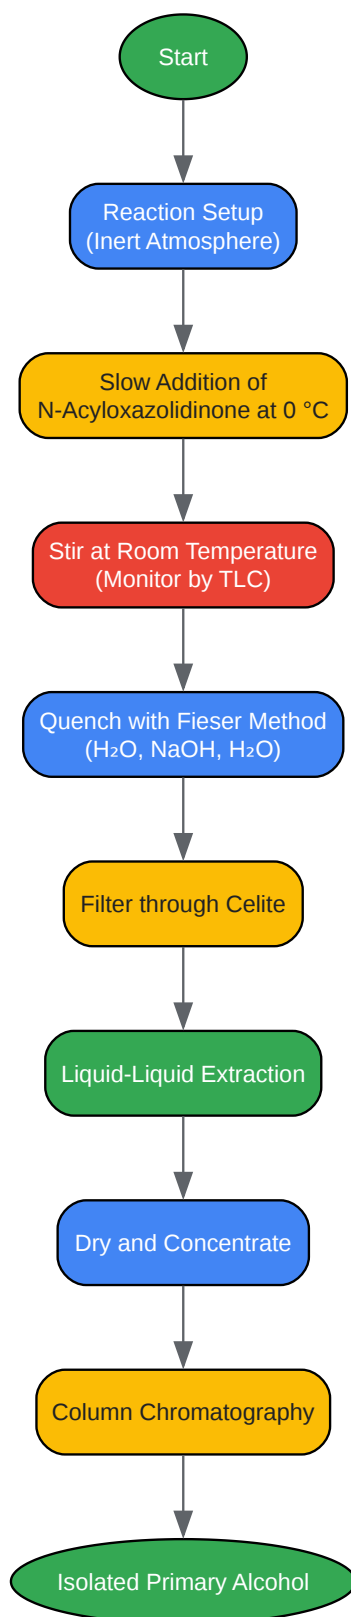 Start
Reaction Setup
(Inert Atmosphere)
Slow Addition of
N-Acyloxazolidinone at 0 °C
Stir at Room Temperature
(Monitor by TLC)
Quench with Fieser Method
(H₂O, NaOH, H₂O)
Filter through Celite
Liquid-Liquid Extraction
Dry and Concentrate
Column Chromatography
Isolated Primary Alcohol